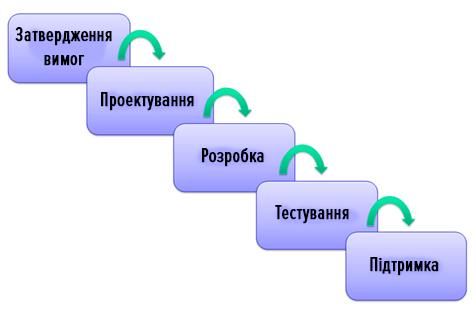 Затвердження
вимог
Проектування
Розробка
Тестування
Підтримка